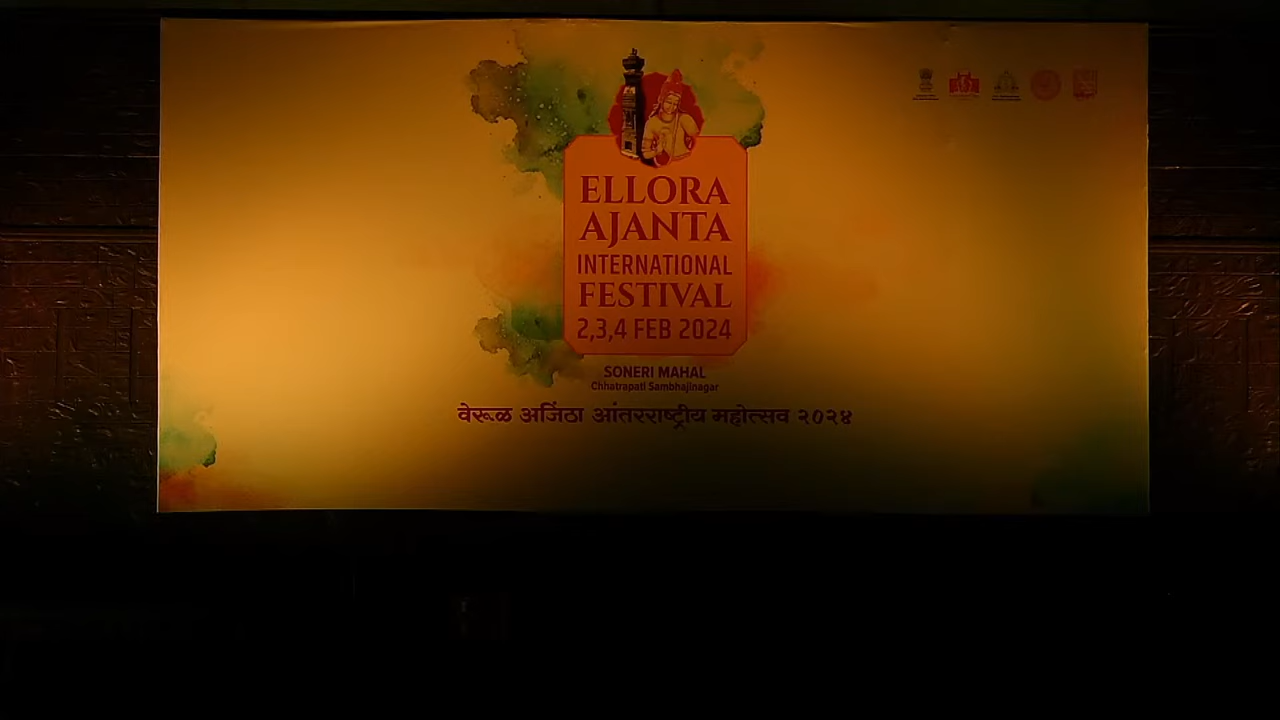 ELLORA
AJANTA
INTERNATIONAL
FESTIVAL
2,3,4 FEB 2024
SONERI MAHAL
Chhatrapati Sambhajinagar
वेरूळ अजिंठा आंतरराष्ट्रीय महोत्सव २०२४